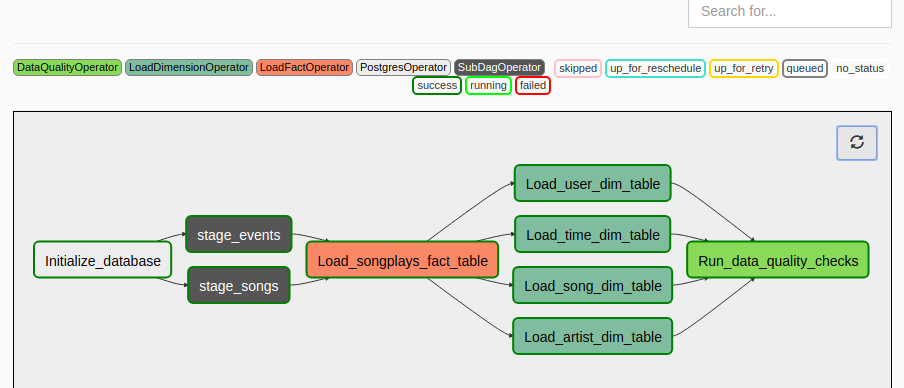 Search for...
DataQualityOperator LoadDimensionOperator LoadFactOperator PostgresOperator SubDagOperator skipped up_for_reschedule up_for_retry queued no_status
success running failed
Load_user_dim_table
stage_events Load_time_dim_table
Initialize_database Load_songplays_fact_table Run_data_quality_checks
stage_songs Load_song_dim_table
Load_artist_dim_table